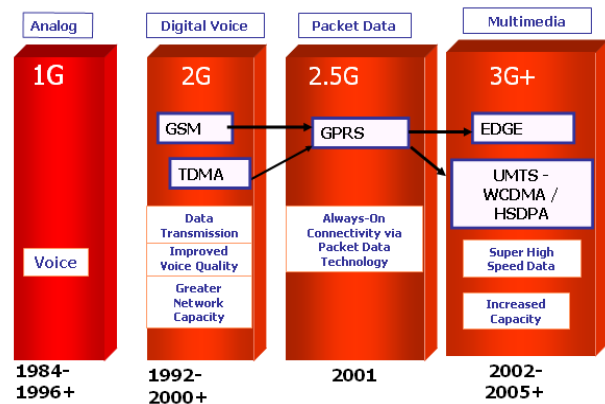 Analog
Digital Voice
Packet Data
Multimedia
1G
2G
2.5G
3G+
GSM
GPRS
EDGE
TDMA
UMTS -
WCDMA /
HSDPA
Voice
Data
Transmission
Improved
Voice Quality
Greater
Network
Capacity
Always-On
Connectivity via
Packet Data
Technology
Super High
Speed Data
Increased
Capacity
1984-
1996+
1992-
2000+
2001
2002-
2005+